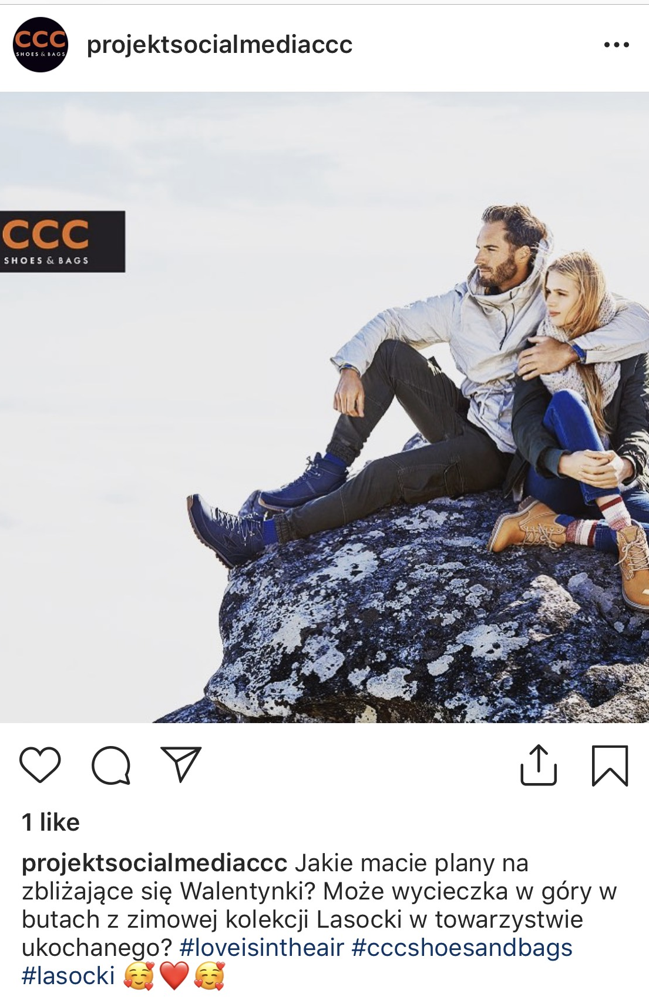 CCC
SHOES & BAGS
projektsocialmediaccc
CCC
SHOES & BAGS
1 like
projektsocialmediaccc Jakie macie plany na
zbliżające się Walentynki? Może wycieczka w góry w
butach z zimowej kolekcji Lasocki w towarzystwie
ukochanego? #loveisintheair #cccshoesandbags
#lasocki 🥰❤️🥰